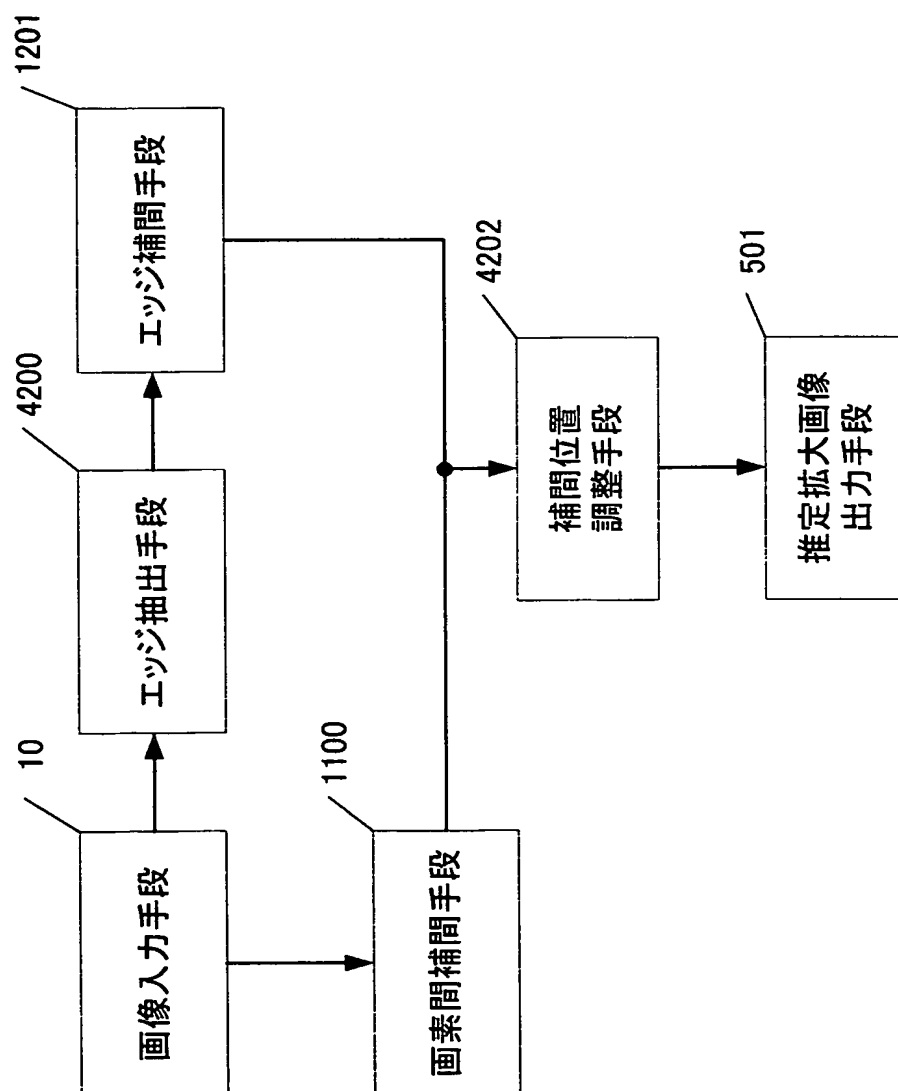 10
画像入力手段
4200
エッジ抽出手段
1201
エッジ補間手段
1100
画素間補間手段
4202
補間位置
調整手段
501
推定拡大画像
出力手段